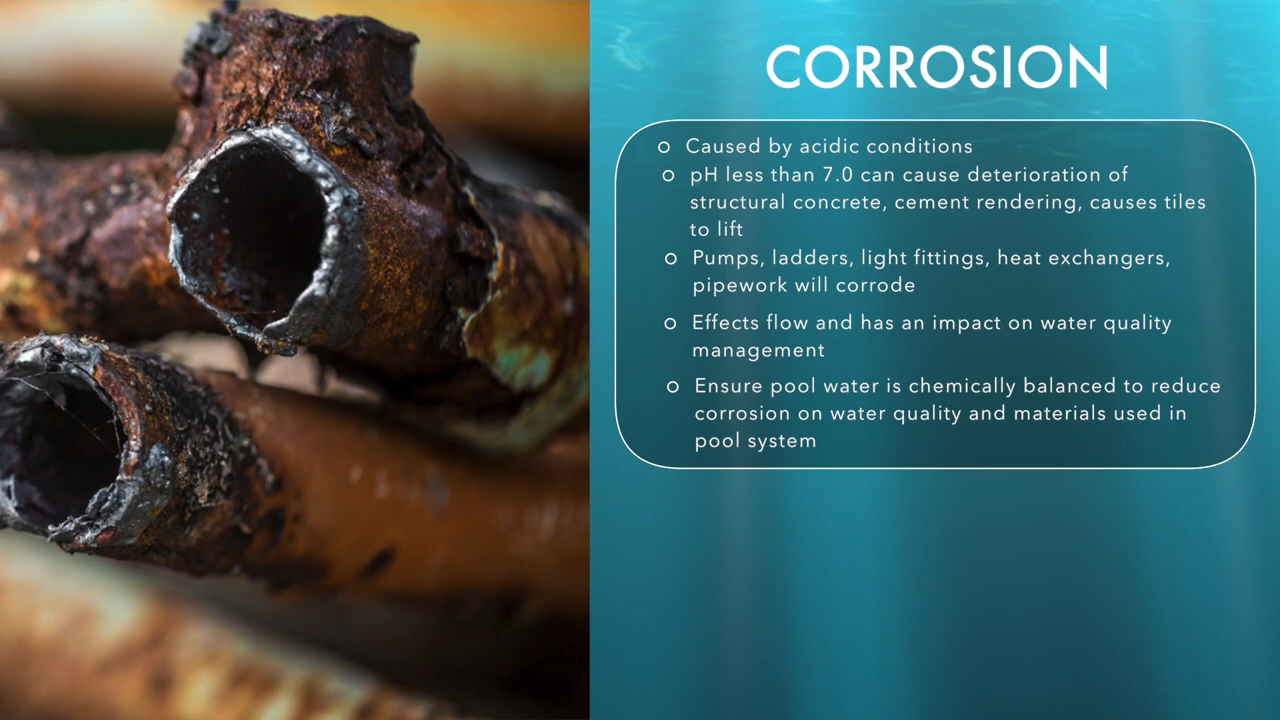 CORROSION
o Caused by acidic conditions
o pH less than 7.0 can cause deterioration of
structural concrete, cement rendering, causes tiles
to lift
o Pumps, ladders, light fittings, heat exchangers,
pipework will corrode
o Effects flow and has an impact on water quality
management
o Ensure pool water is chemically balanced to reduce
corrosion on water quality and materials used in
pool system